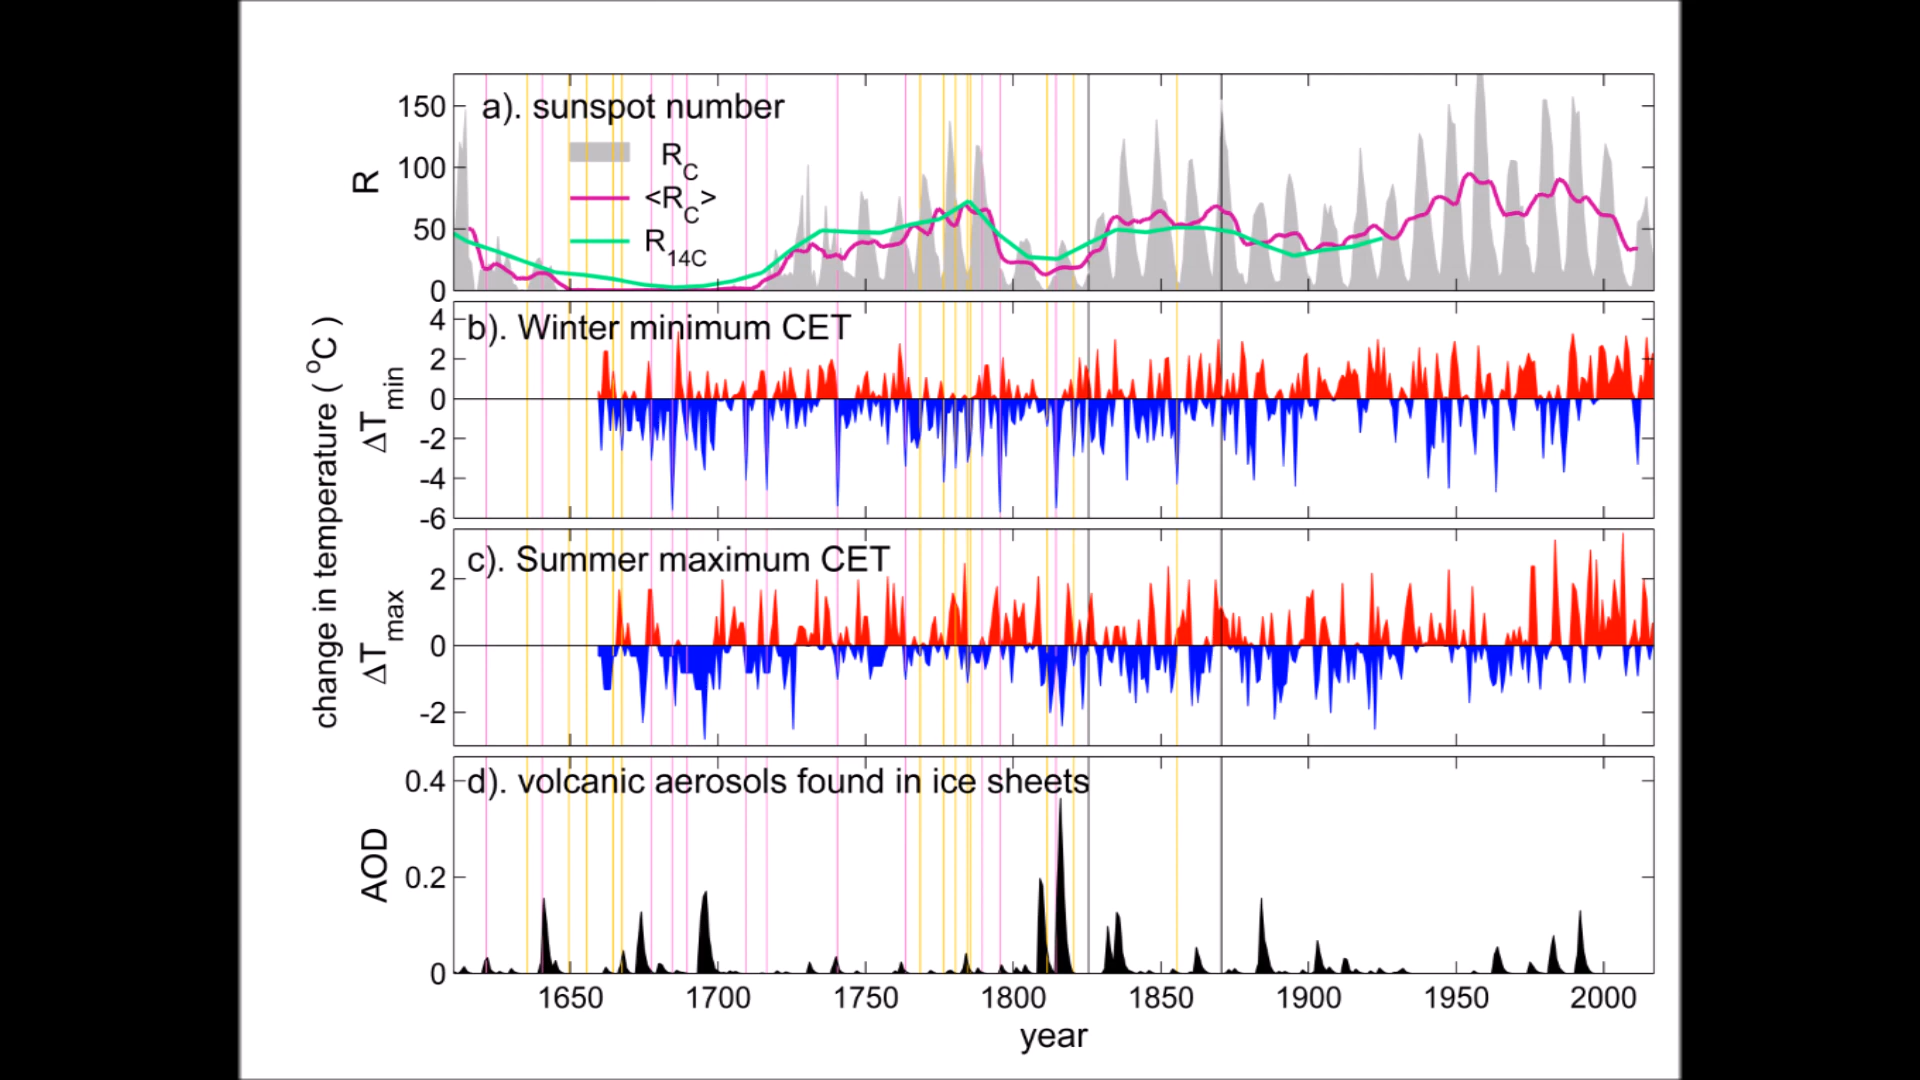 a). sunspot number
R_C
<R_C>
R_14C
R
150
100
50
0
b). Winter minimum CET
ΔT_min
4
2
0
-2
-4
-6
change in temperature ( °C )
c). Summer maximum CET
ΔT_max
2
0
-2
d). volcanic aerosols found in ice sheets
AOD
0.4
0.2
0
1650 1700 1750 1800 1850 1900 1950 2000
year